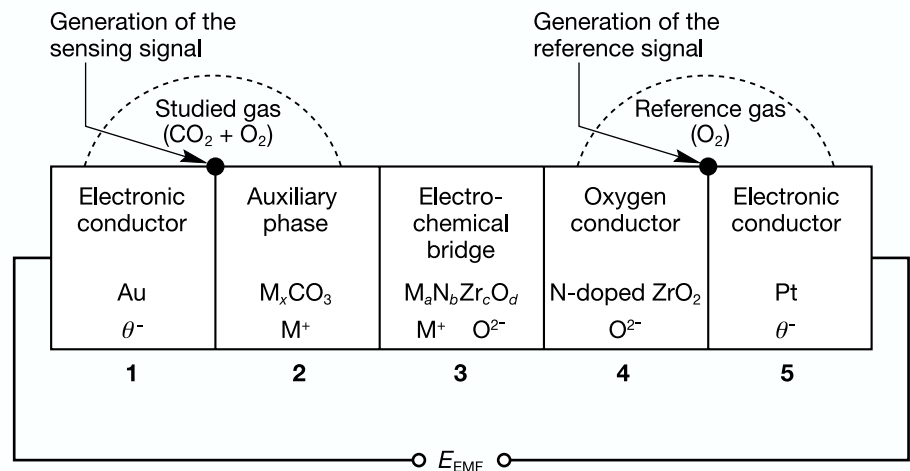 Generation of the
sensing signal
Generation of
the reference signal
Studied gas
(CO₂ + O₂)
Reference gas
(O₂)
Electronic
conductor
Auxiliary
phase
Electro-
chemical
bridge
Oxygen
conductor
Electronic
conductor
Au
MₓCO₃
MₐN_bZr_cO_d
N-doped ZrO₂
Pt
θ⁻
M⁺
M⁺ O²⁻
O²⁻
θ⁻
1
2
3
4
5
E_EMF